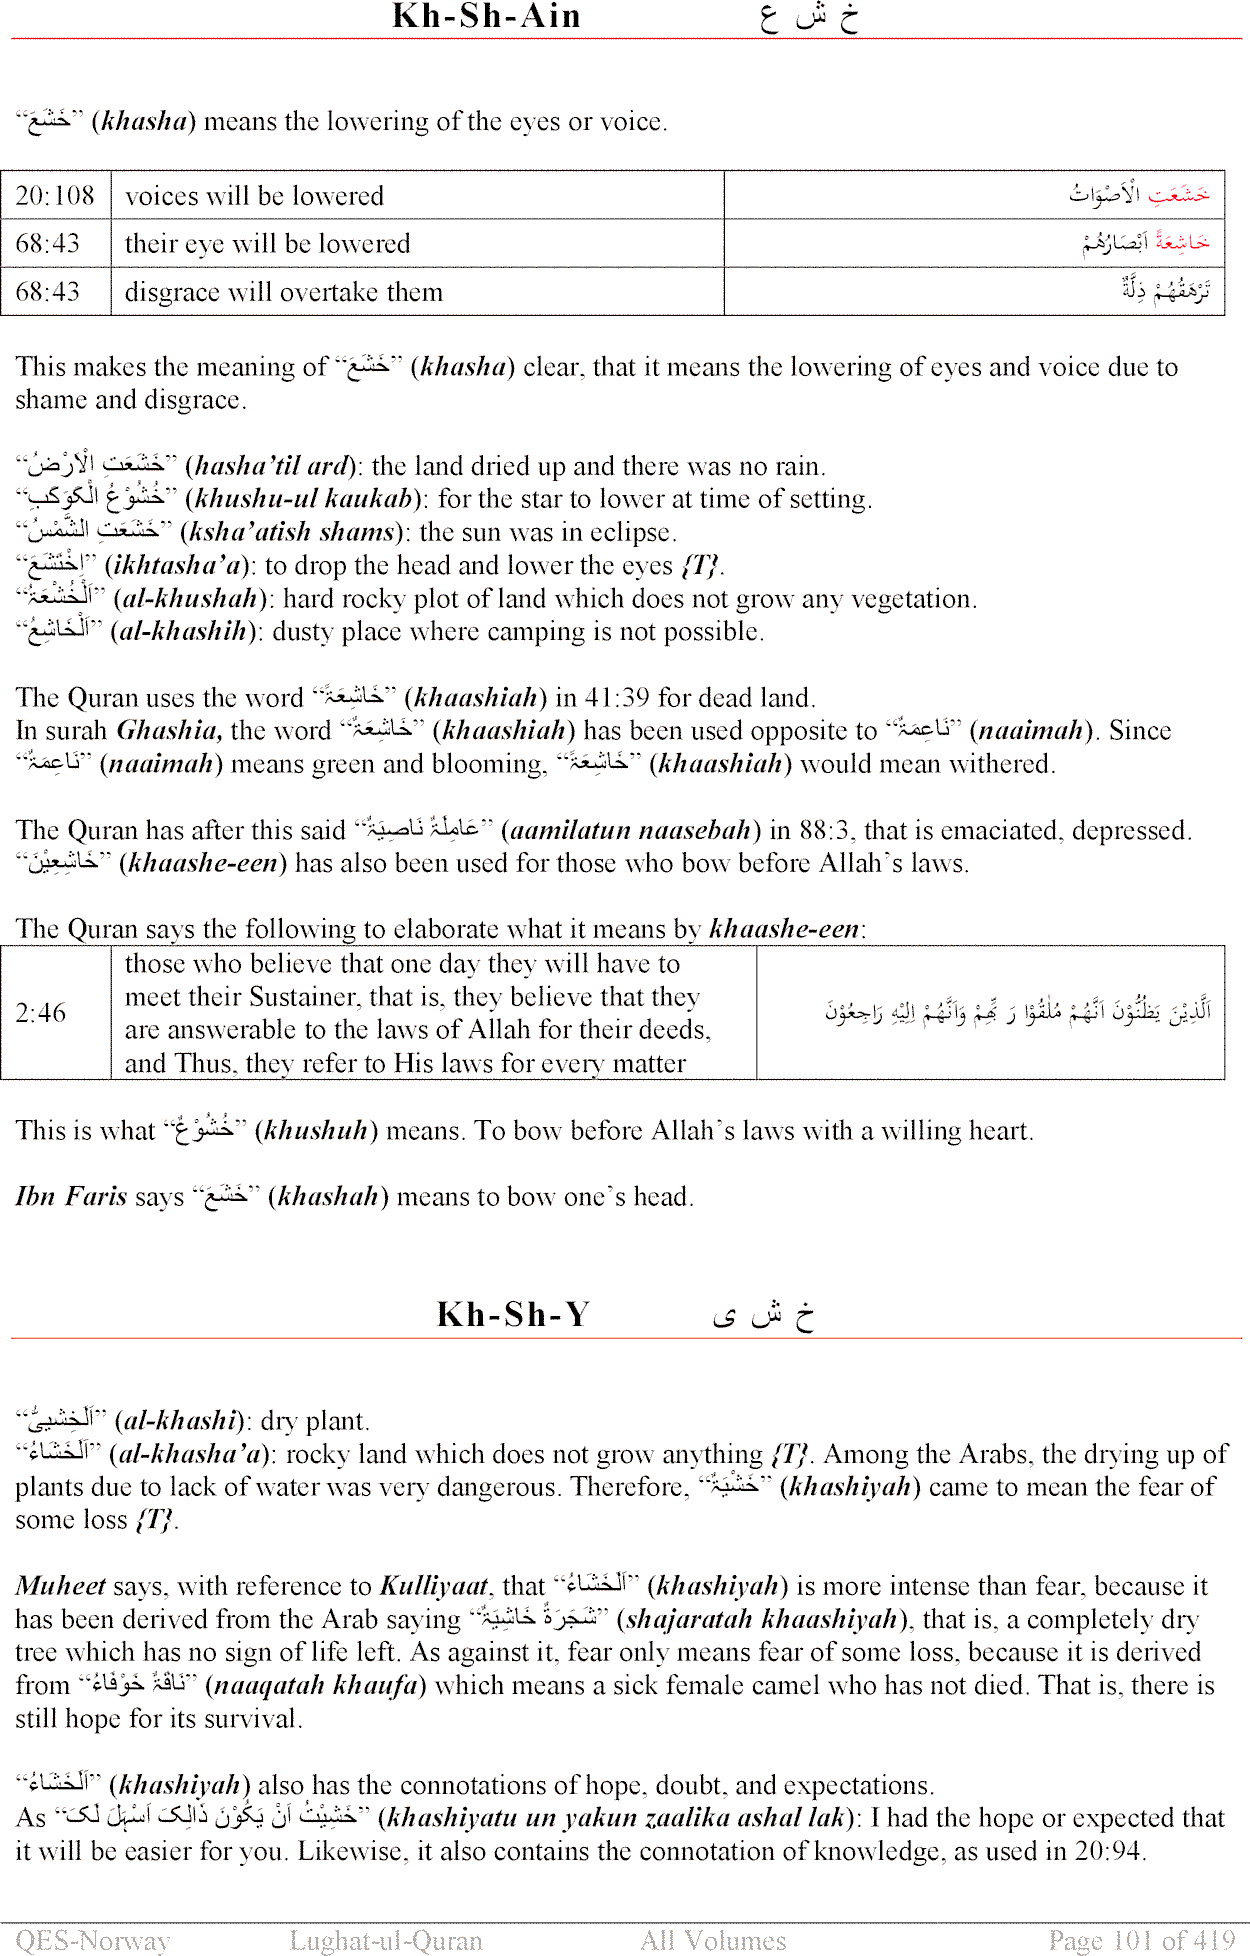 Kh-Sh-Ain خ ش ع
“خَشَعَ” (khasha) means the lowering of the eyes or voice.
20:108 voices will be lowered خَشَعَتِ الْاَصْوَاتُ
68:43 their eye will be lowered خَاشِعَةً اَبْصَارُهُمْ
68:43 disgrace will overtake them تَرْهَقُهُمْ ذِلَّةٌ
This makes the meaning of “خَشَعَ” (khasha) clear, that it means the lowering of eyes and voice due to
shame and disgrace.
“خَشَعَتِ الْاَرْضُ” (hasha’til ard): the land dried up and there was no rain.
“خُشُوْعُ الْكَوَكَبِ” (khushu-ul kaukab): for the star to lower at time of setting.
“خَشَعَتِ الشَّمْسُ” (ksha’atish shams): the sun was in eclipse.
“اِخْتَشَعَ” (ikhtasha’a): to drop the head and lower the eyes {T}.
“اَلْخُشْعَۃُ” (al-khushah): hard rocky plot of land which does not grow any vegetation.
“اَلْخَاشِعُ” (al-khashih): dusty place where camping is not possible.
The Quran uses the word “خَاشِعَۃً” (khaashiah) in 41:39 for dead land.
In surah Ghashia, the word “خَاشِعَۃٌ” (khaashiah) has been used opposite to “نَاعِمَۃٌ” (naaimah). Since
“نَاعِمَۃٌ” (naaimah) means green and blooming, “خَاشِعَۃً” (khaashiah) would mean withered.
The Quran has after this said “عَامِلَۃٌ نَاصِيَۃٌ” (aamilatun naasebah) in 88:3, that is emaciated, depressed.
“خَاشِعِيْنَ” (khaashe-een) has also been used for those who bow before Allah’s laws.
The Quran says the following to elaborate what it means by khaashe-een:
2:46 those who believe that one day they will have to
meet their Sustainer, that is, they believe that they
are answerable to the laws of Allah for their deeds,
and Thus, they refer to His laws for every matter
اَلَّذِيْنَ يَظُنُّوْنَ اَنَّهُمْ مُلٰقُوْا رَ بِّهِمْ وَاَنَّهُمْ اِلَيْهِ رَاجِعُوْنَ
This is what “خُشُوْعٌ” (khushuh) means. To bow before Allah’s laws with a willing heart.
Ibn Faris says “خَشَعَ” (khashah) means to bow one’s head.
Kh-Sh-Y خ ش ی
“اَلْخَشِیُّ” (al-khashi): dry plant.
“اَلْخَشَاءُ” (al-khasha’a): rocky land which does not grow anything {T}. Among the Arabs, the drying up of
plants due to lack of water was very dangerous. Therefore, “خَشْيَۃٌ” (khashiyah) came to mean the fear of
some loss {T}.
Muheet says, with reference to Kulliyaat, that “اَلْخَشَاءُ” (khashiyah) is more intense than fear, because it
has been derived from the Arab saying “شَجَرَۃٌ خَاشِيَۃٌ” (shajaratah khaashiyah), that is, a completely dry
tree which has no sign of life left. As against it, fear only means fear of some loss, because it is derived
from “نَاقَۃٌ خَوْفَاءُ” (naaqatah khaufa) which means a sick female camel who has not died. That is, there is
still hope for its survival.
“اَلْخَشَاءُ” (khashiyah) also has the connotations of hope, doubt, and expectations.
As “خَشِيْتُ اَنْ يَكُوْنَ ذَالِکَ اَسْہَلَ لَکَ” (khashiyatu un yakun zaalika ashal lak): I had the hope or expected that
it will be easier for you. Likewise, it also contains the connotation of knowledge, as used in 20:94.
QES-Norway Lughat-ul-Quran All Volumes Page 101 of 419